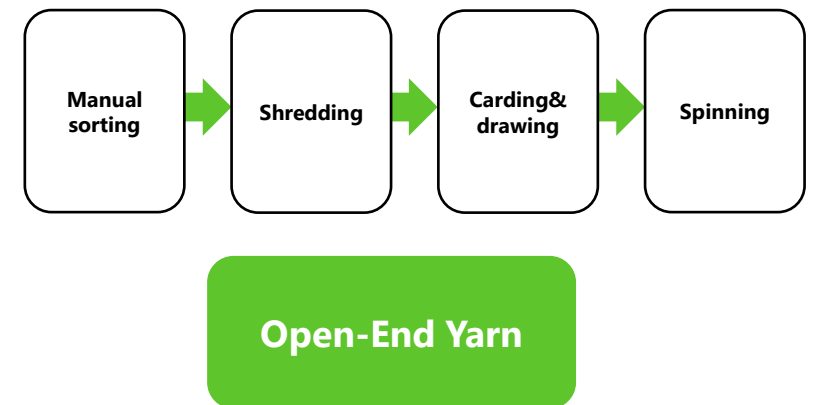 Manual
sorting
Shredding
Carding&
drawing
Spinning
Open-End Yarn